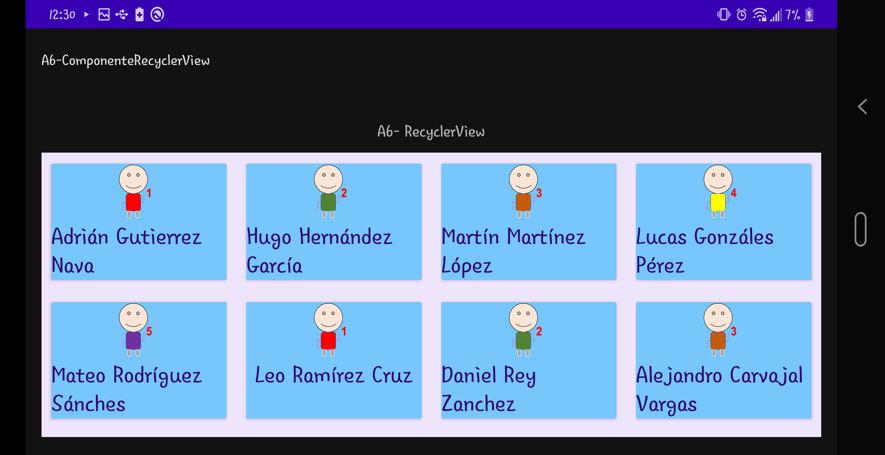 12:30
7%
A6-ComponenteRecyclerView
A6- RecyclerView
1
2
3
4
Adrián Gutierrez
Nava
Hugo Hernández
García
Martín Martínez
López
Lucas Gonzáles
Pérez
5
1
2
3
Mateo Rodríguez
Sánches
Leo Ramírez Cruz
Daniel Rey
Zanchez
Alejandro Carvajal
Vargas